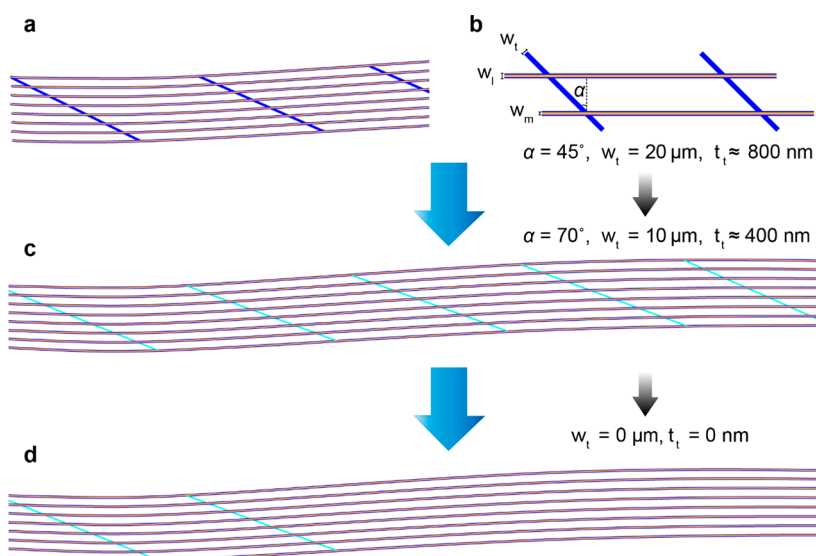 a
b
w_t
w_l
α
w_m
α = 45˚, w_t = 20 µm, t_t ≈ 800 nm
α = 70˚, w_t = 10 µm, t_t ≈ 400 nm
c
w_t = 0 µm, t_t = 0 nm
d